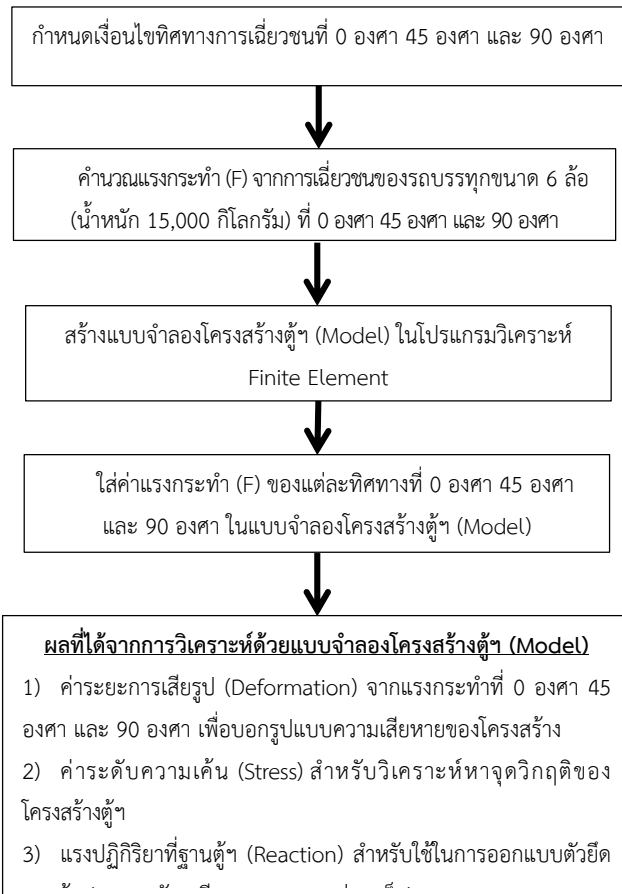 กำหนดเงื่อนไขทิศทางการเฉี่ยวชนที่ 0 องศา 45 องศา และ 90 องศา
คำนวณแรงกระทำ (F) จากการเฉี่ยวชนของรถบรรทุกขนาด 6 ล้อ
(น้ำหนัก 15,000 กิโลกรัม) ที่ 0 องศา 45 องศา และ 90 องศา
สร้างแบบจำลองโครงสร้างตู้ฯ (Model) ในโปรแกรมวิเคราะห์
Finite Element
ใส่ค่าแรงกระทำ (F) ของแต่ละทิศทางที่ 0 องศา 45 องศา
และ 90 องศา ในแบบจำลองโครงสร้างตู้ฯ (Model)
ผลที่ได้จากการวิเคราะห์ด้วยแบบจำลองโครงสร้างตู้ฯ (Model)
1) ค่าระยะการเสียรูป (Deformation) จากแรงกระทำที่ 0 องศา 45
องศา และ 90 องศา เพื่อบอกรูปแบบความเสียหายของโครงสร้าง
2) ค่าระดับความเค้น (Stress) สำหรับวิเคราะห์หาจุดวิกฤติของ
โครงสร้างตู้ฯ
3) แรงปฏิกิริยาที่ฐานตู้ฯ (Reaction) สำหรับใช้ในการออกแบบตัวยึด